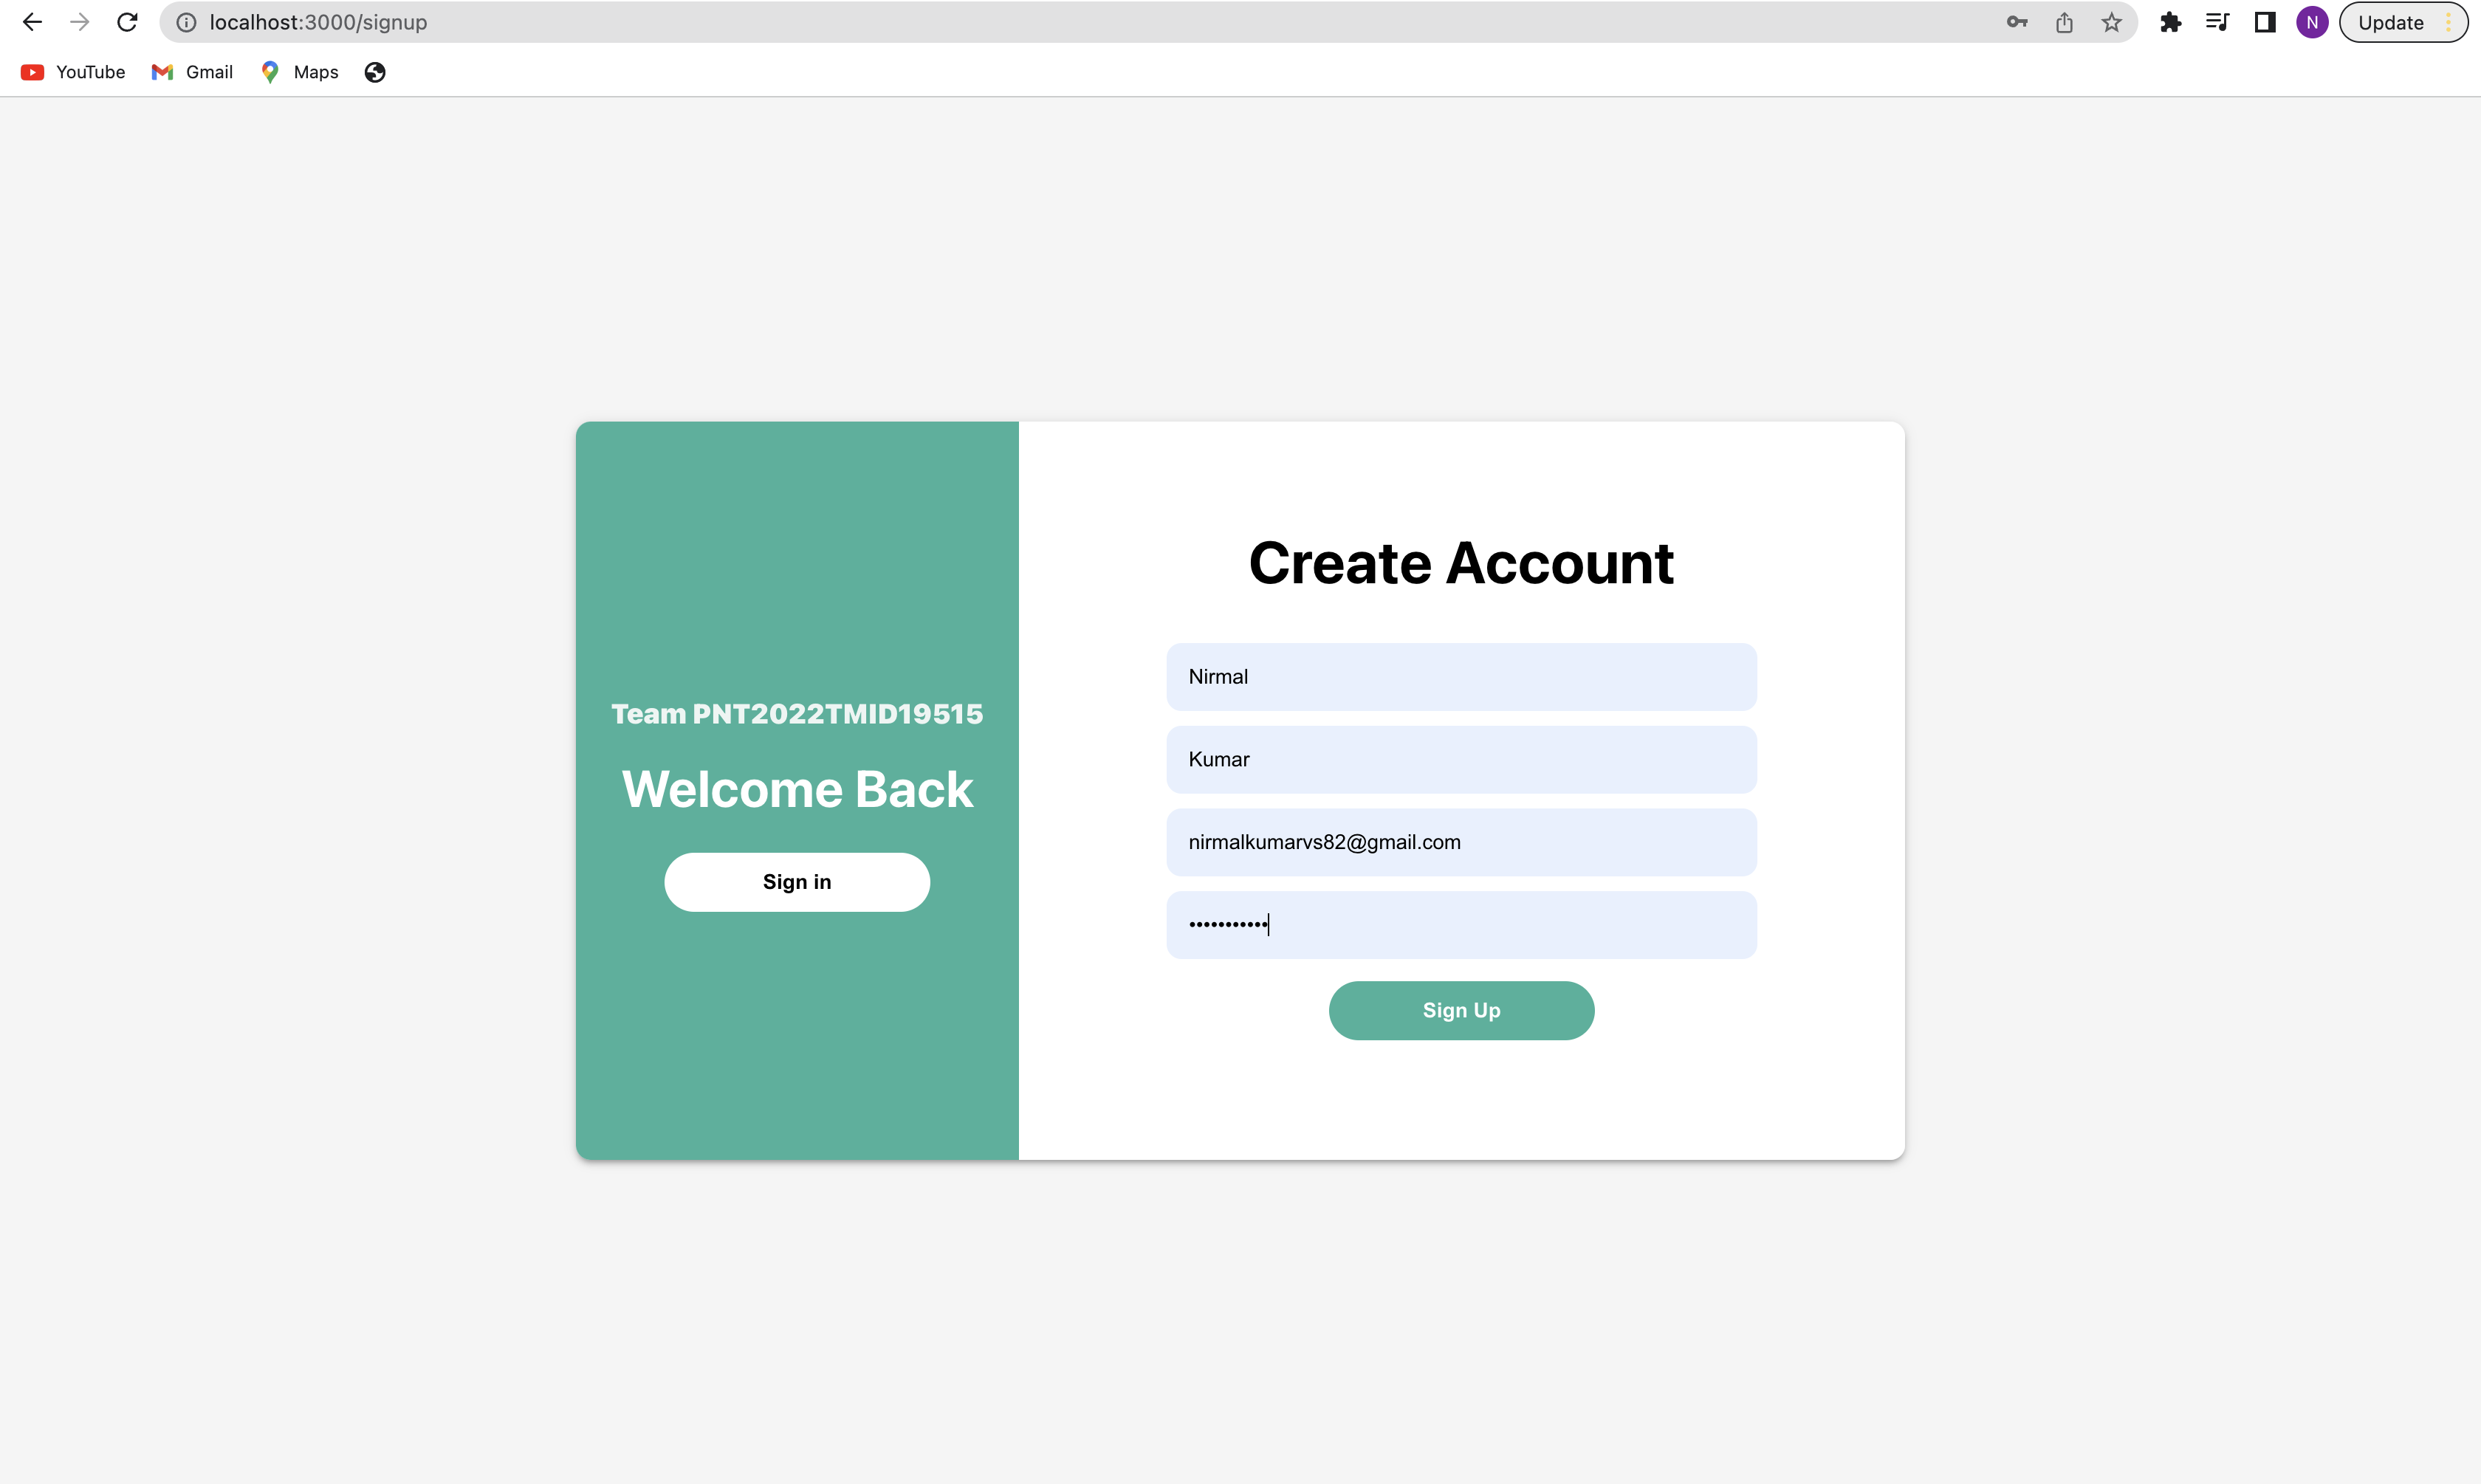 localhost:3000/signup
N
Update
YouTube
Gmail
Maps
Team PNT2022TMID19515
Welcome Back
Sign in
Create Account
Nirmal
Kumar
nirmalkumarvs82@gmail.com
•••••••••••
Sign Up